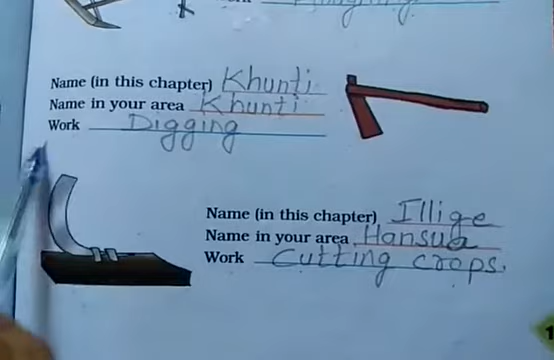 Name (in this chapter) Khunti
Name in your area Khunti
Work Digging
Name (in this chapter) Illige
Name in your area Hansua
Work Cutting crops.
1